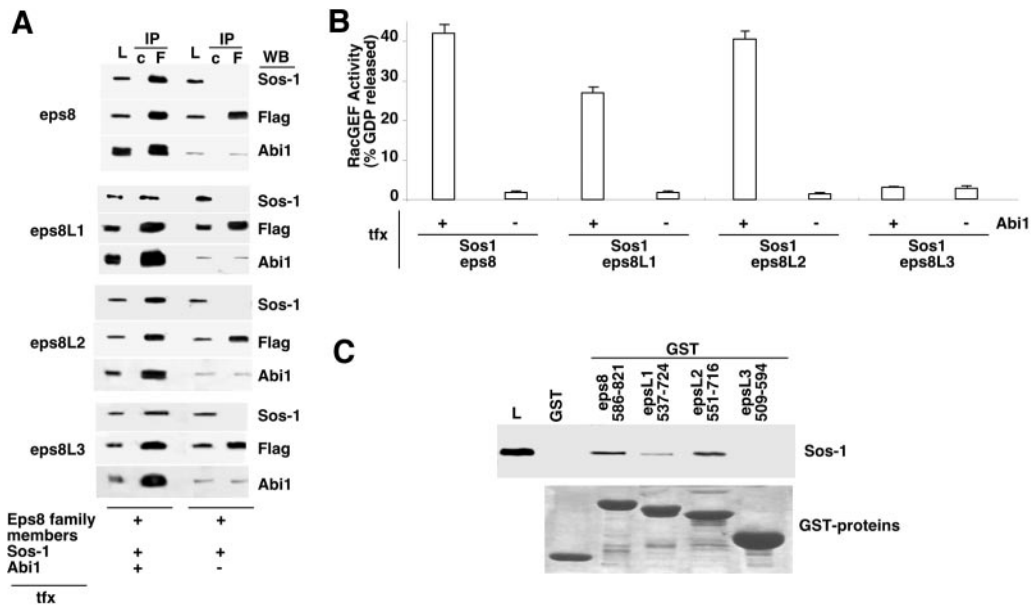 A
IP
IP
L
c
F
L
c
F
WB
eps8
Sos-1
Flag
Abi1
eps8L1
Sos-1
Flag
Abi1
eps8L2
Sos-1
Flag
Abi1
eps8L3
Sos-1
Flag
Abi1
Eps8 family members
+
+
Sos-1
+
+
Abi1
+
-
tfx
B
RacGEF Activity
(% GDP released)
40
30
20
10
0
tfx
+
-
+
-
+
-
+
-
Abi1
Sos1
eps8
Sos1
eps8L1
Sos1
eps8L2
Sos1
eps8L3
C
GST
L
GST
eps8
586-821
epsL1
537-724
epsL2
551-716
epsL3
509-594
Sos-1
GST-proteins